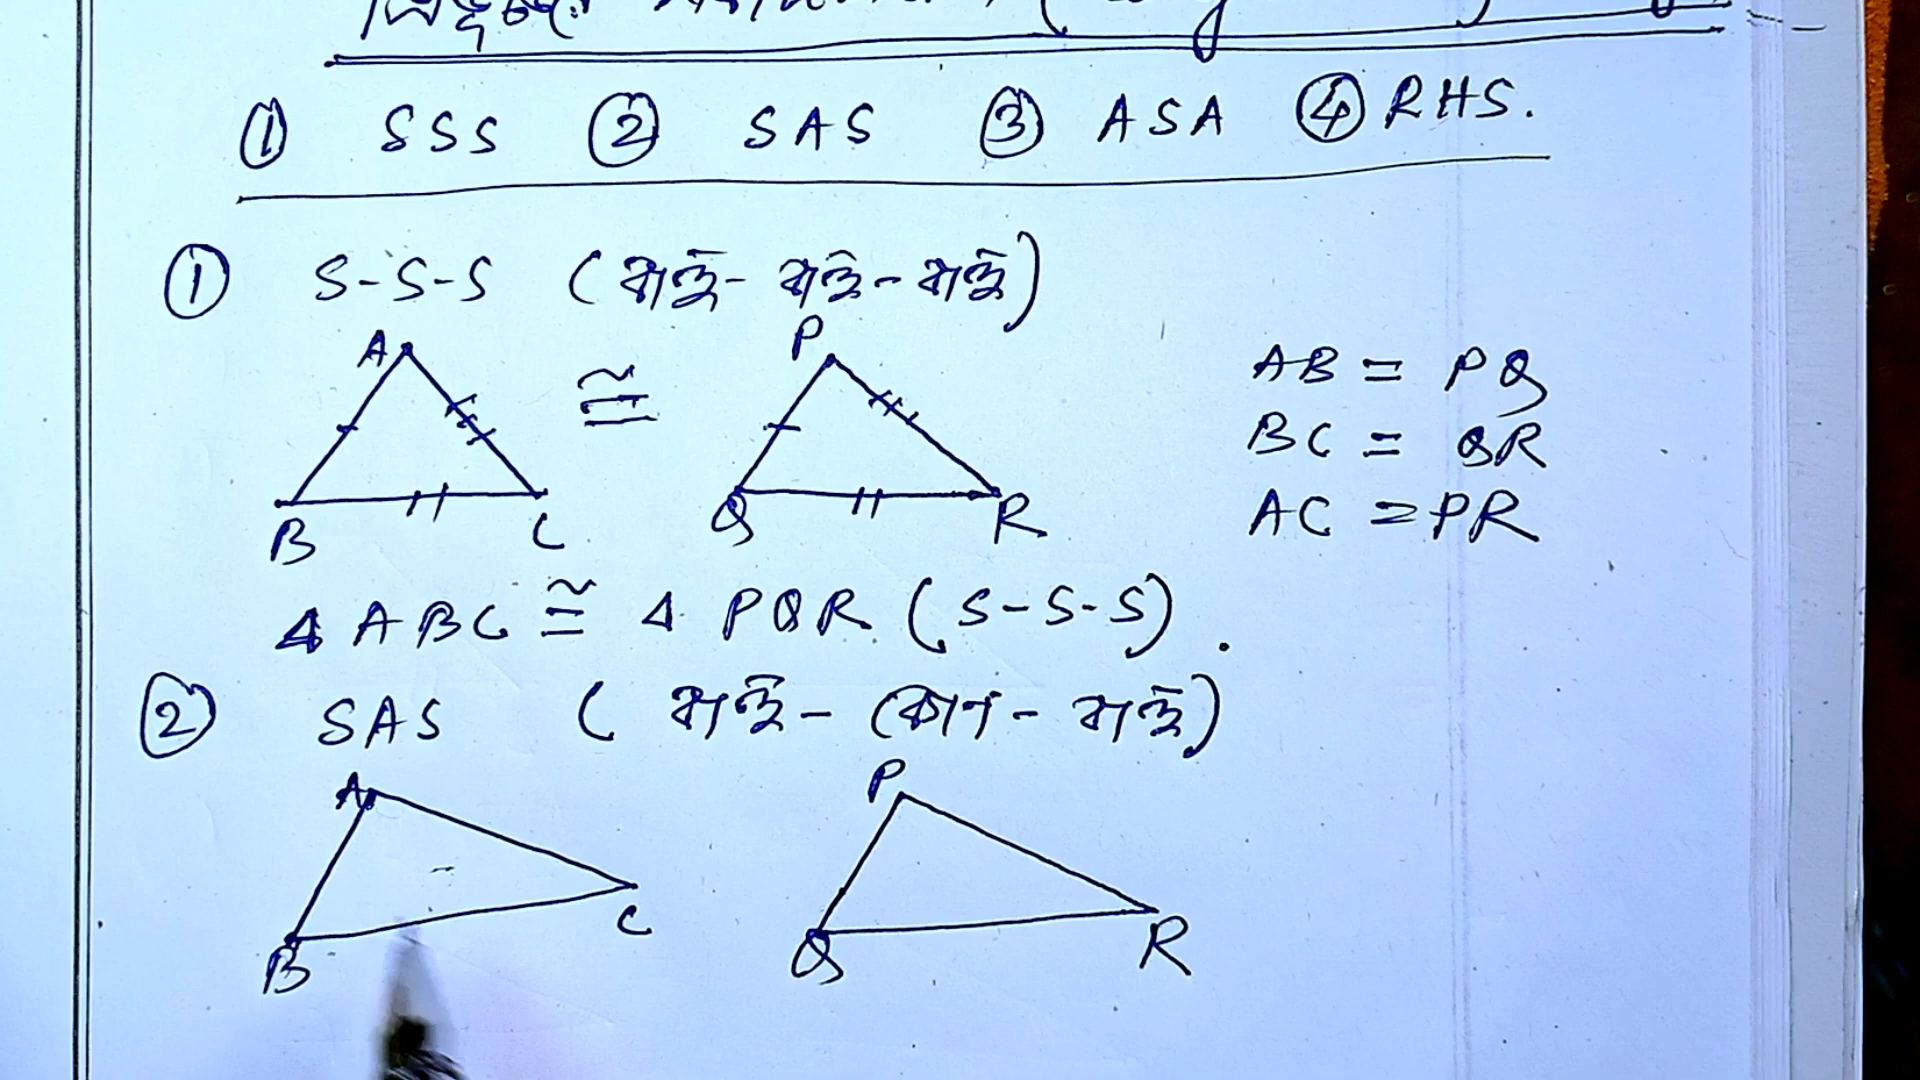 ① SSS ② SAS ③ ASA ④ RHS.
① S-S-S (বাহু- বাহু-বাহু)
A ≅ P
B C Q R
AB = PQ
BC = QR
AC = PR
Δ ABC ≅ Δ PQR (S-S-S).
② SAS ( বাহু- কোণ- বাহু)
A P
B C Q R